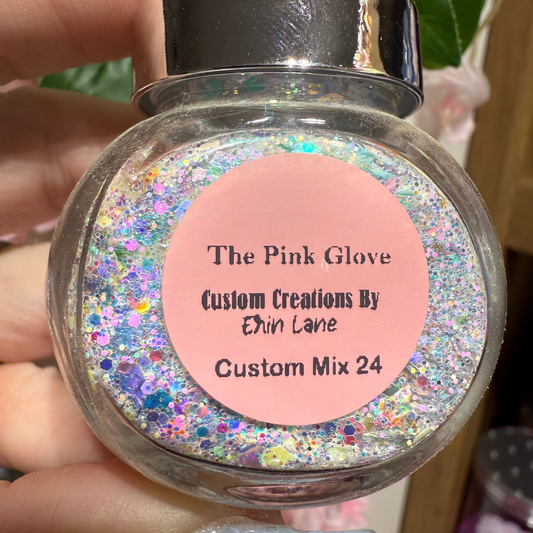 The Pink Glove
Custom Creations By
Erin Lane
Custom Mix 24